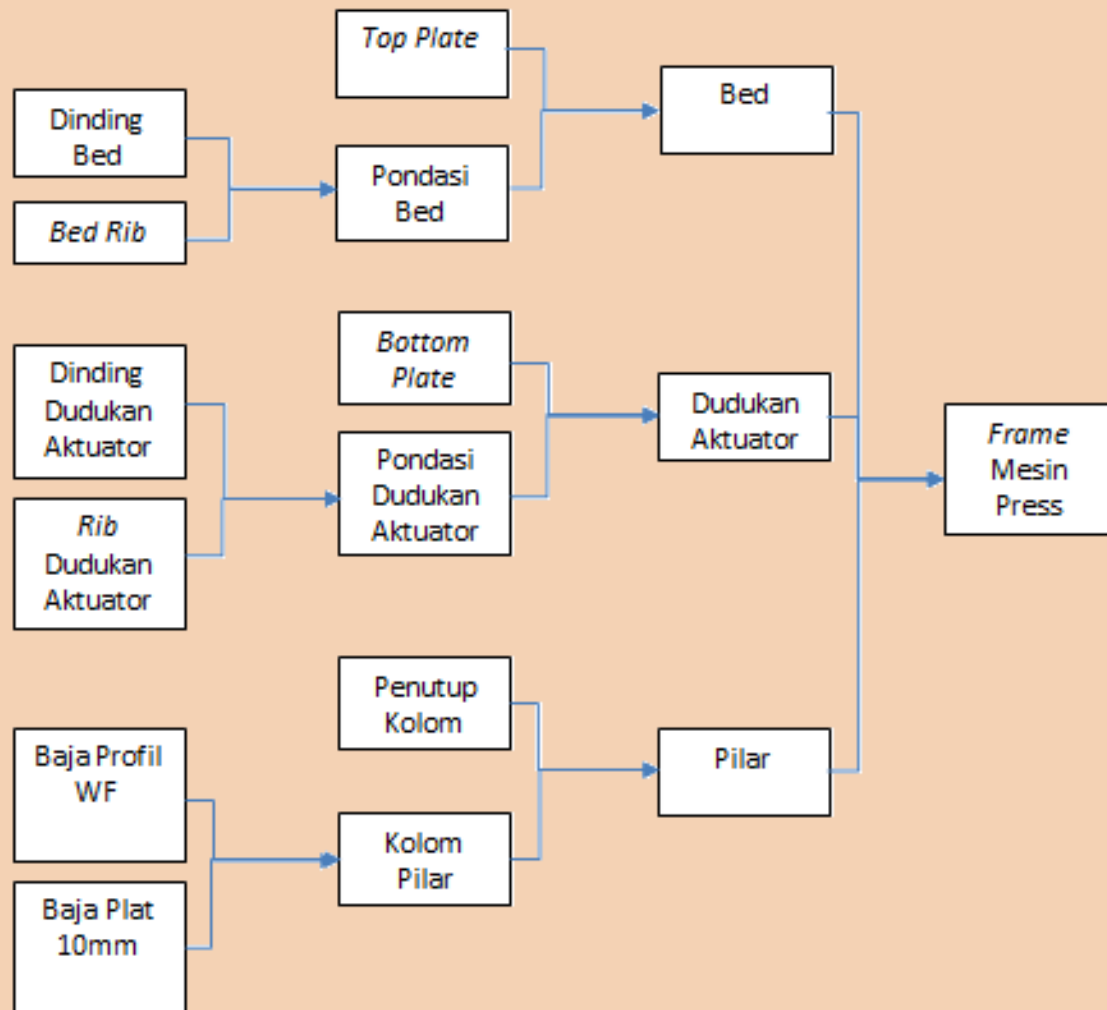 Top Plate
Bed
Dinding
Bed
Pondasi
Bed
Bed Rib
Bottom
Plate
Dinding
Dudukan
Aktuator
Dudukan
Aktuator
Frame
Mesin
Press
Pondasi
Dudukan
Aktuator
Rib
Dudukan
Aktuator
Penutup
Kolom
Baja Profil
WF
Pilar
Kolom
Pilar
Baja Plat
10mm